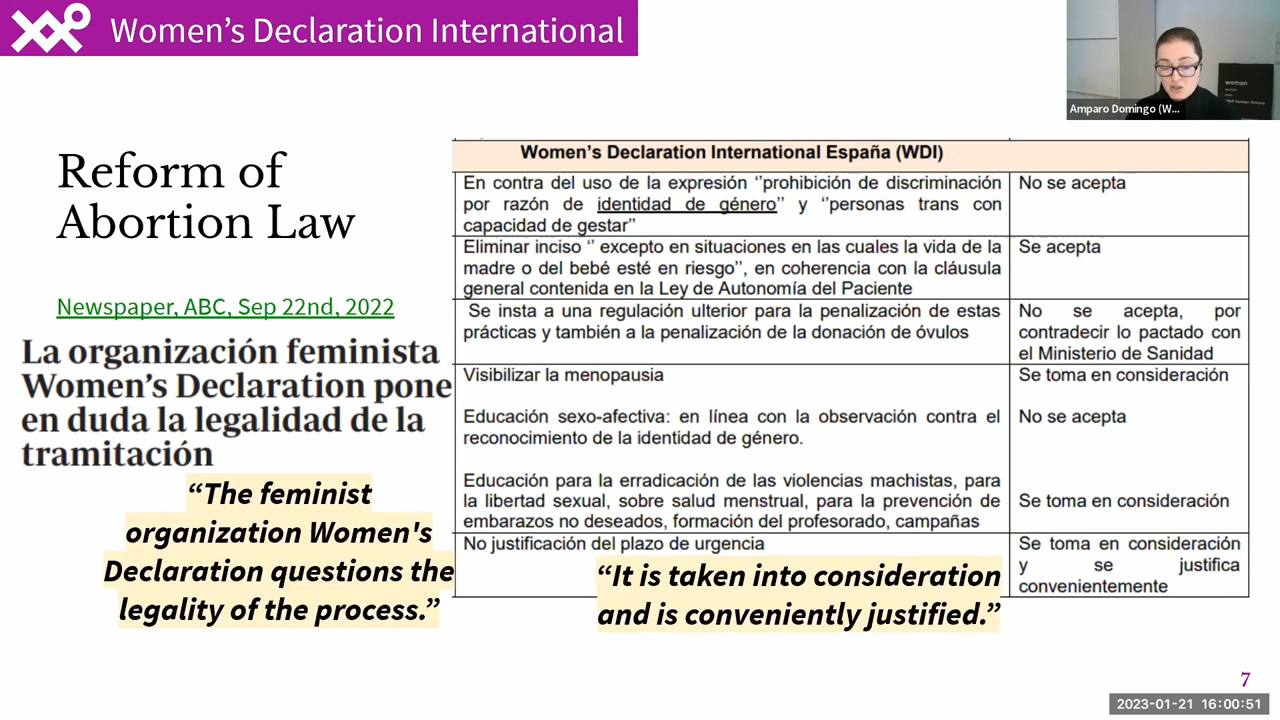 Women's Declaration International
Amparo Domingo (W...
woman
Reform of
Abortion Law
Newspaper, ABC, Sep 22nd, 2022
La organización feminista
Women's Declaration pone
en duda la legalidad de la
tramitación
“The feminist
organization Women's
Declaration questions the
legality of the process.”
Women's Declaration International España (WDI)
En contra del uso de la expresión ‘’prohibición de discriminación
por razón de identidad de género’’ y ‘’personas trans con
capacidad de gestar’’
No se acepta
Eliminar inciso ‘’ excepto en situaciones en las cuales la vida de la
madre o del bebé esté en riesgo’’, en coherencia con la cláusula
general contenida en la Ley de Autonomía del Paciente
Se acepta
Se insta a una regulación ulterior para la penalización de estas
prácticas y también a la penalización de la donación de óvulos
No se acepta, por
contradecir lo pactado con
el Ministerio de Sanidad
Visibilizar la menopausia
Se toma en consideración
Educación sexo-afectiva: en línea con la observación contra el
reconocimiento de la identidad de género.
No se acepta
Educación para la erradicación de las violencias machistas, para
la libertad sexual, sobre salud menstrual, para la prevención de
embarazos no deseados, formación del profesorado, campañas
Se toma en consideración
No justificación del plazo de urgencia
Se toma en consideración
y se justifica
convenientemente
“It is taken into consideration
and is conveniently justified.”
7
2023-01-21 16:00:51